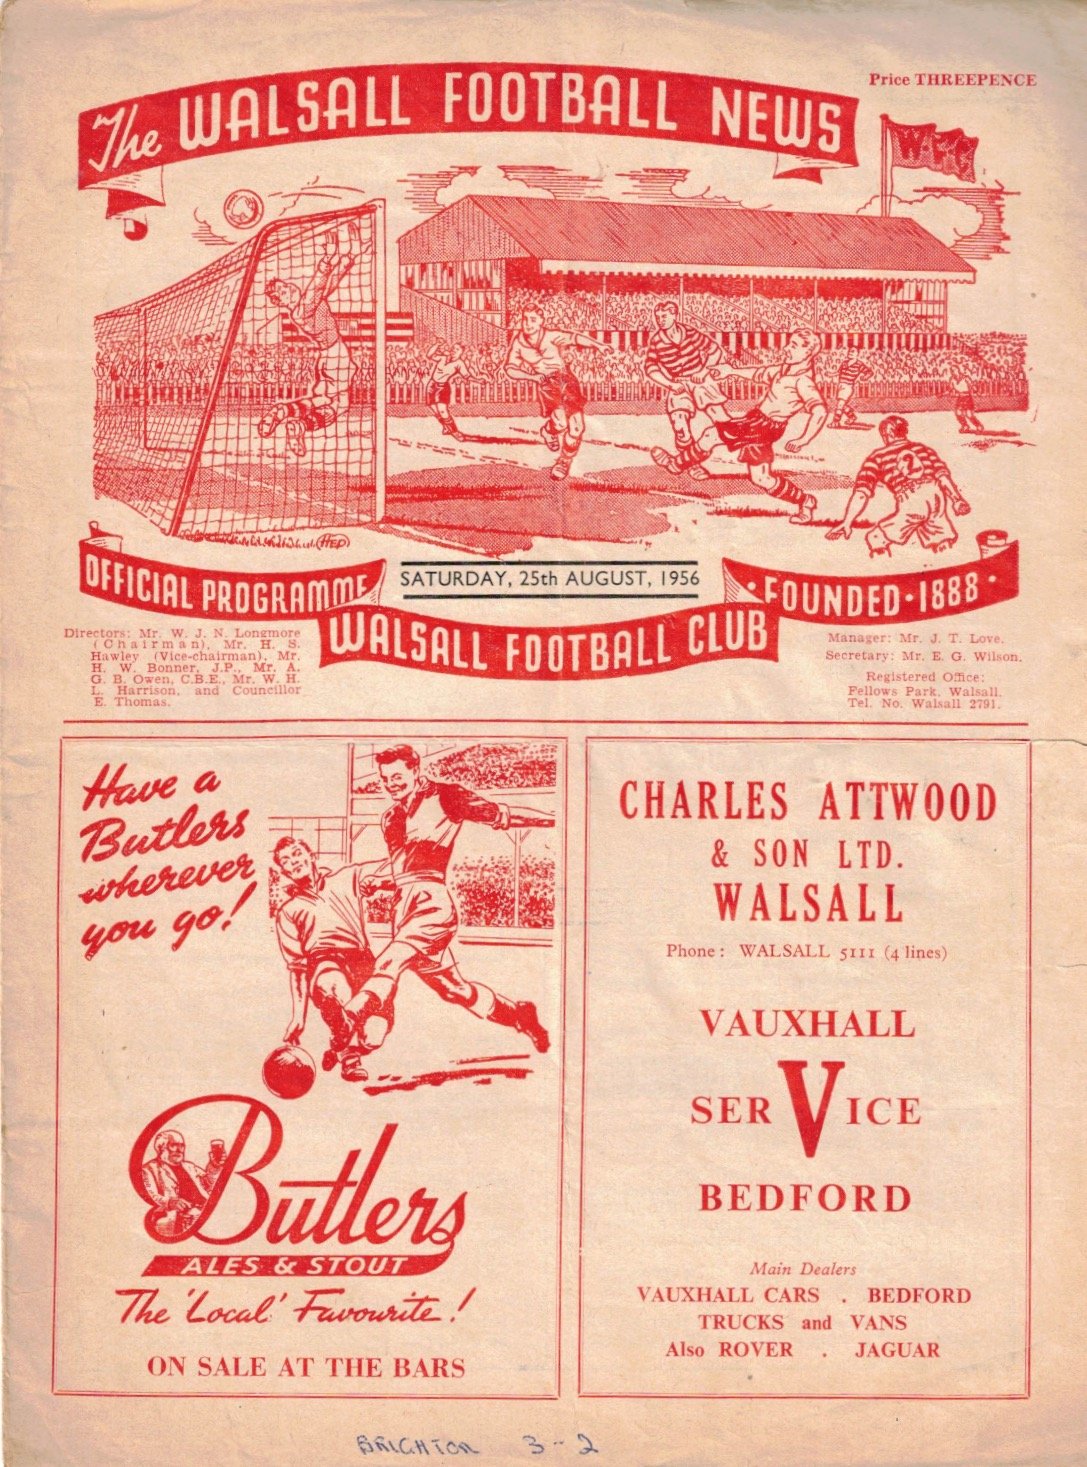 Price THREEPENCE
The WALSALL FOOTBALL NEWS
W.F.C.
2
HED
OFFICIAL PROGRAMME
SATURDAY, 25th AUGUST, 1956
FOUNDED · 1888 ·
WALSALL FOOTBALL CLUB
Directors: Mr. W. J. N. Longmore
(Chairman), Mr. H. S.
Hawley (Vice-chairman), Mr.
H. W. Bonner, J.P., Mr. A.
G. B. Owen, C.B.E., Mr. W. H.
L. Harrison, and Councillor
E. Thomas.
Manager: Mr. J. T. Love.
Secretary: Mr. E. G. Wilson.
Registered Office:
Fellows Park, Walsall.
Tel. No. Walsall 2791.
Have a
Butlers
wherever
you go!
Butlers
ALES & STOUT
The 'Local' Favourite!
ON SALE AT THE BARS
CHARLES ATTWOOD
& SON LTD.
WALSALL
Phone: WALSALL 5111 (4 lines)
VAUXHALL
SERVICE
BEDFORD
Main Dealers
VAUXHALL CARS . BEDFORD
TRUCKS and VANS
Also ROVER . JAGUAR
BRIGHTON 3-2